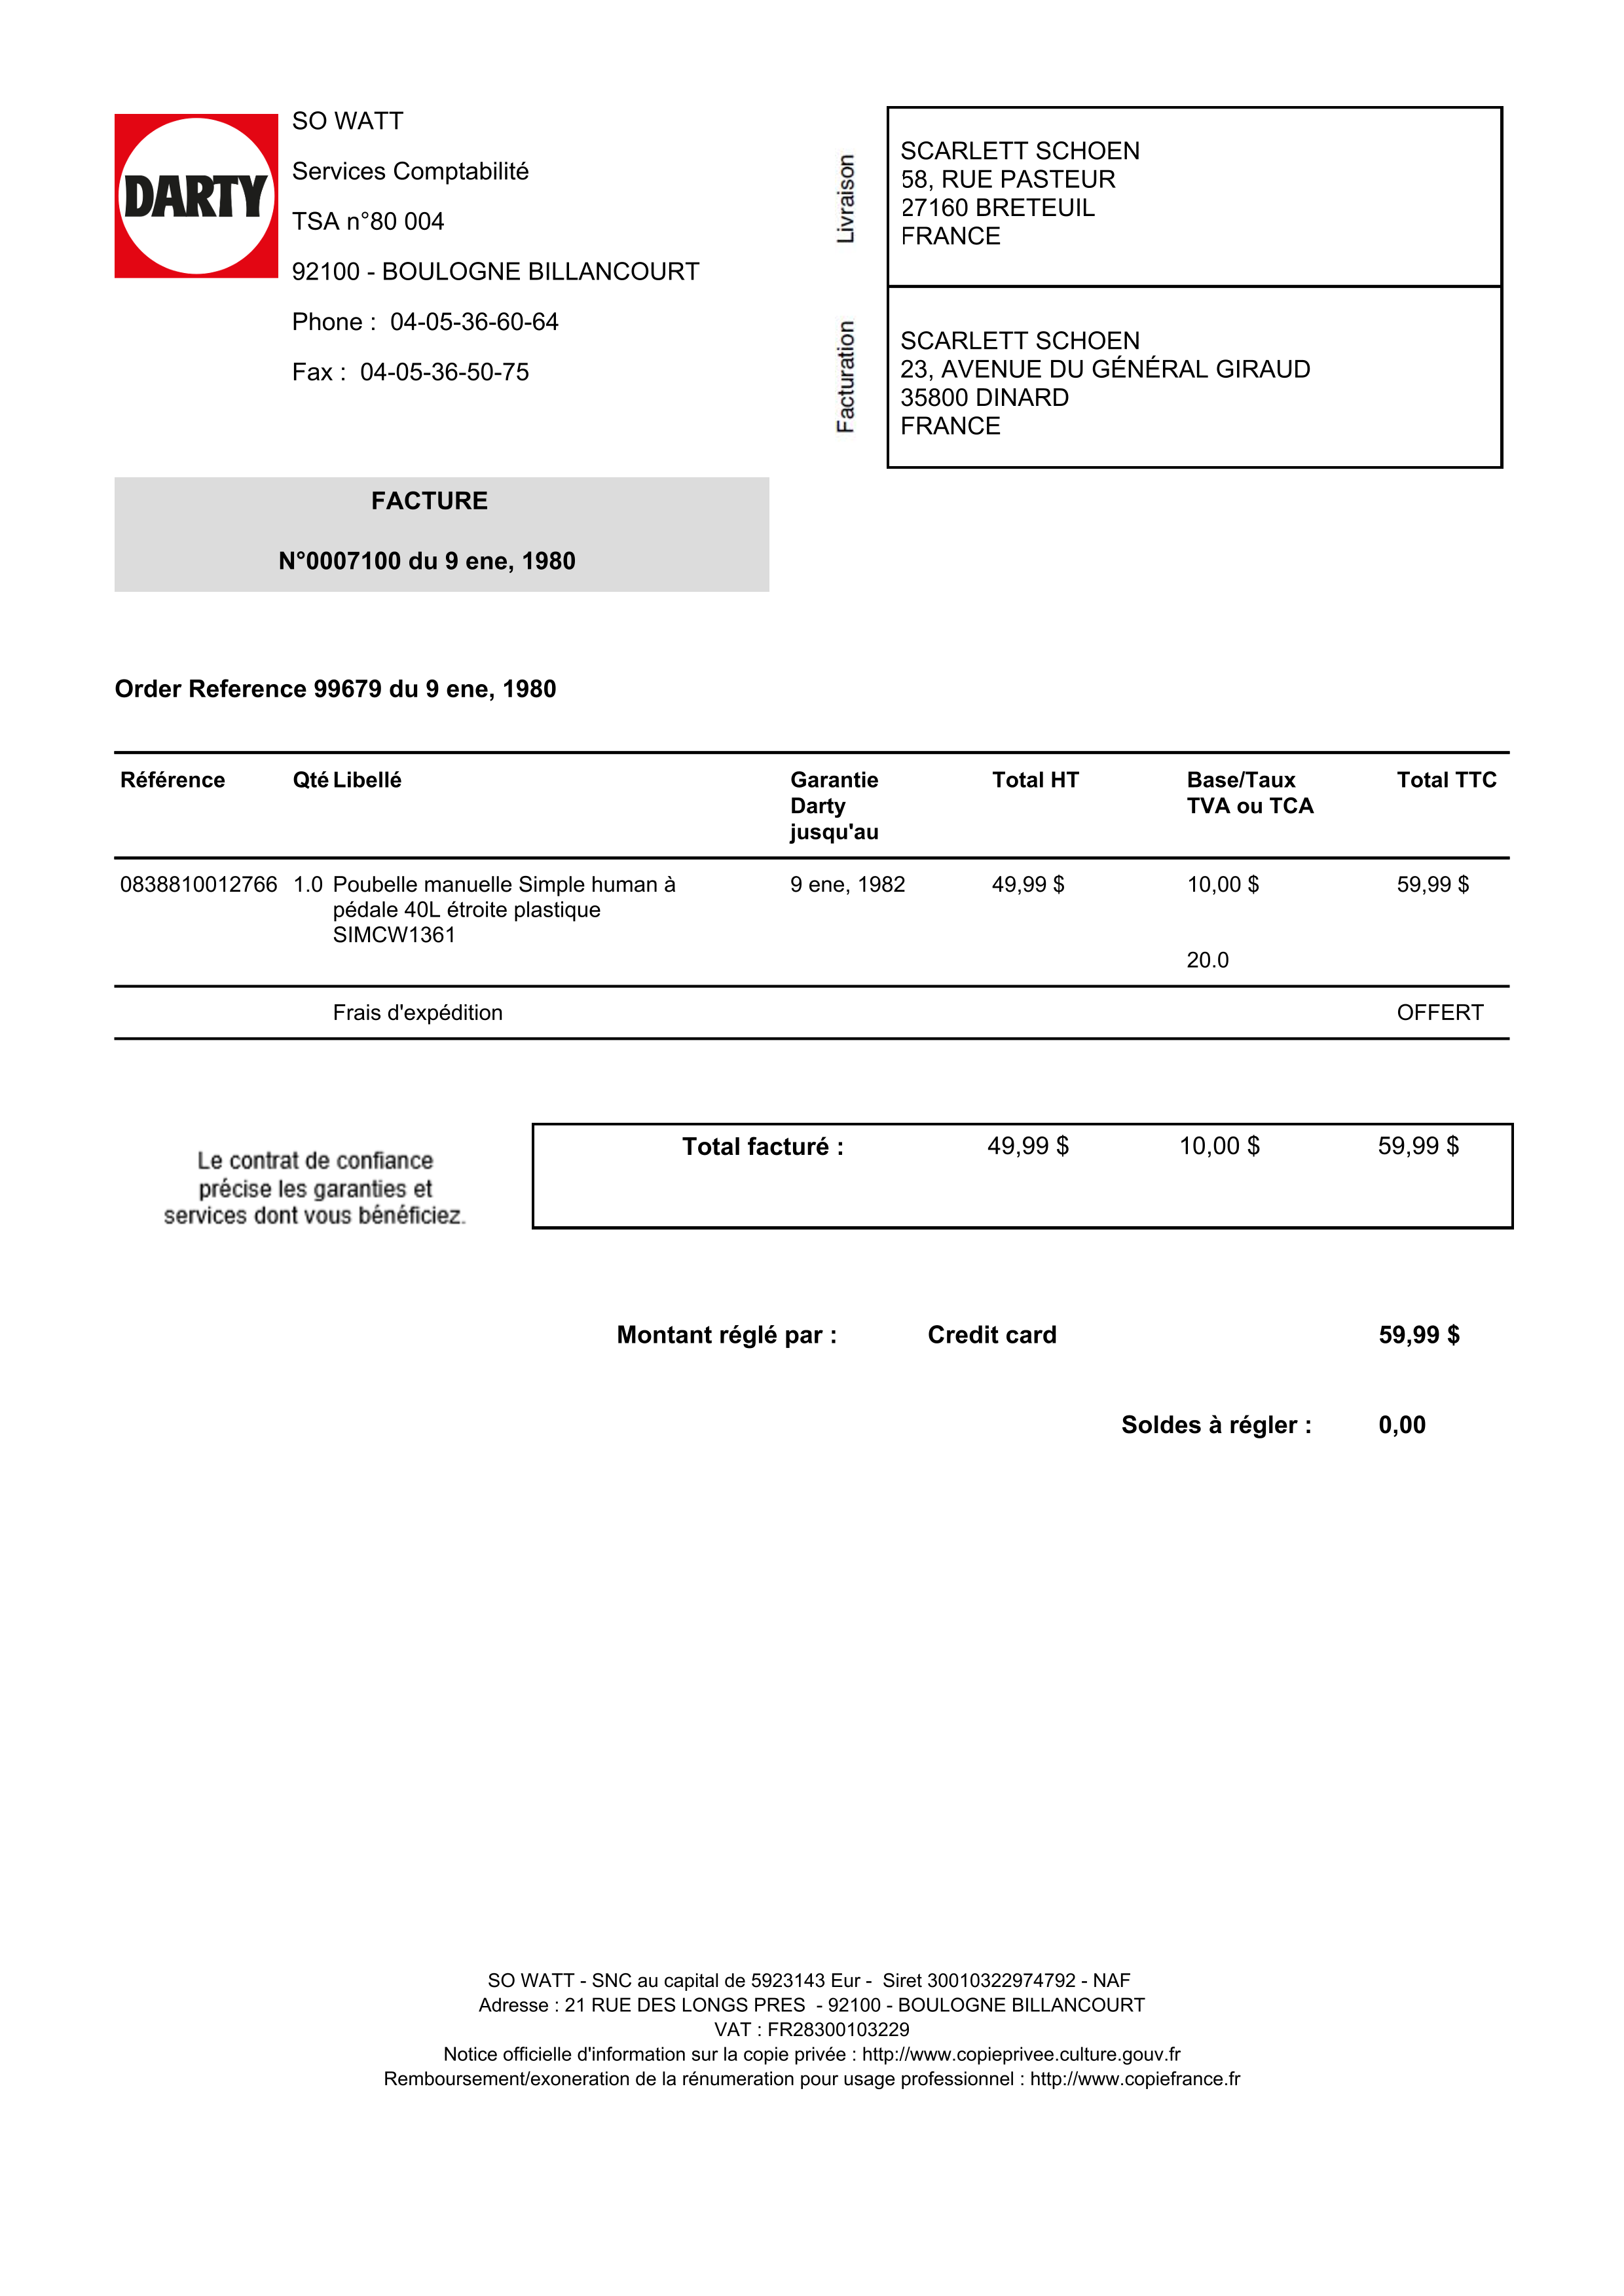 DARTY
SO WATT
Services Comptabilité
TSA n°80 004
92100 - BOULOGNE BILLANCOURT
Phone :  04-05-36-60-64
Fax :  04-05-36-50-75
Livraison
SCARLETT SCHOEN
58, RUE PASTEUR
27160 BRETEUIL
FRANCE
Facturation
SCARLETT SCHOEN
23, AVENUE DU GÉNÉRAL GIRAUD
35800 DINARD
FRANCE
FACTURE
N°0007100 du 9 ene, 1980
Order Reference 99679 du 9 ene, 1980
Référence Qté Libellé Garantie Total HT Base/Taux Total TTC
Darty TVA ou TCA
jusqu'au
0838810012766 1.0 Poubelle manuelle Simple human à 9 ene, 1982 49,99 $ 10,00 $ 59,99 $
pédale 40L étroite plastique
SIMCW1361
20.0
Frais d'expédition OFFERT
Le contrat de confiance
précise les garanties et
services dont vous bénéficiez.
Total facturé : 49,99 $ 10,00 $ 59,99 $
Montant réglé par : Credit card 59,99 $
Soldes à régler : 0,00
SO WATT - SNC au capital de 5923143 Eur -  Siret 30010322974792 - NAF
Adresse : 21 RUE DES LONGS PRES  - 92100 - BOULOGNE BILLANCOURT
VAT : FR28300103229
Notice officielle d'information sur la copie privée : http://www.copieprivee.culture.gouv.fr
Remboursement/exoneration de la rénumeration pour usage professionnel : http://www.copiefrance.fr